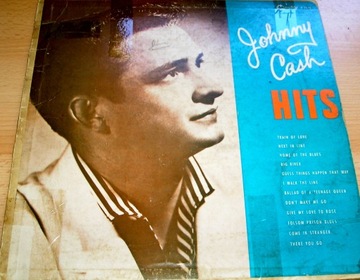 Johnny
Cash
HITS
TRAIN OF LOVE
NEXT IN LINE
HOME OF THE BLUES
BIG RIVER
GUESS THINGS HAPPEN THAT WAY
I WALK THE LINE
BALLAD OF A TEENAGE QUEEN
DON'T MAKE ME GO
GIVE MY LOVE TO ROSE
FOLSOM PRISON BLUES
COME IN STRANGER
THERE YOU GO